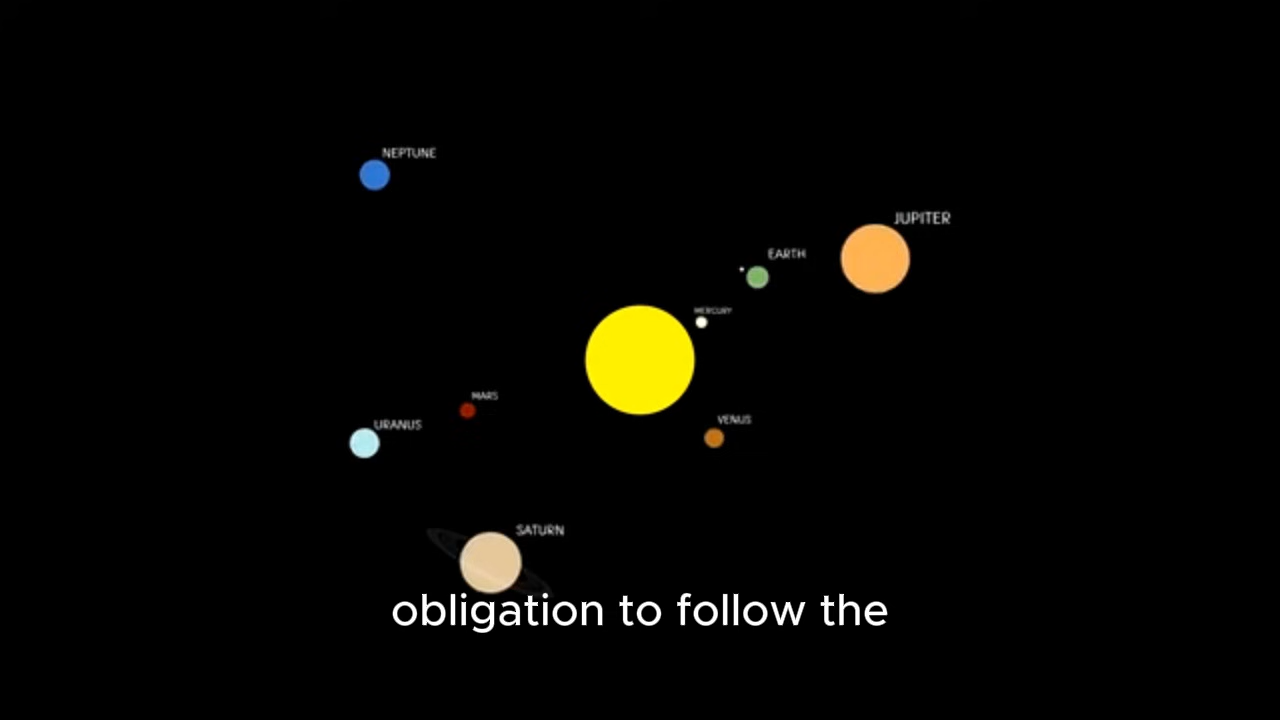 NEPTUNE
JUPITER
EARTH
MERCURY
MARS
VENUS
URANUS
SATURN
obligation to follow the